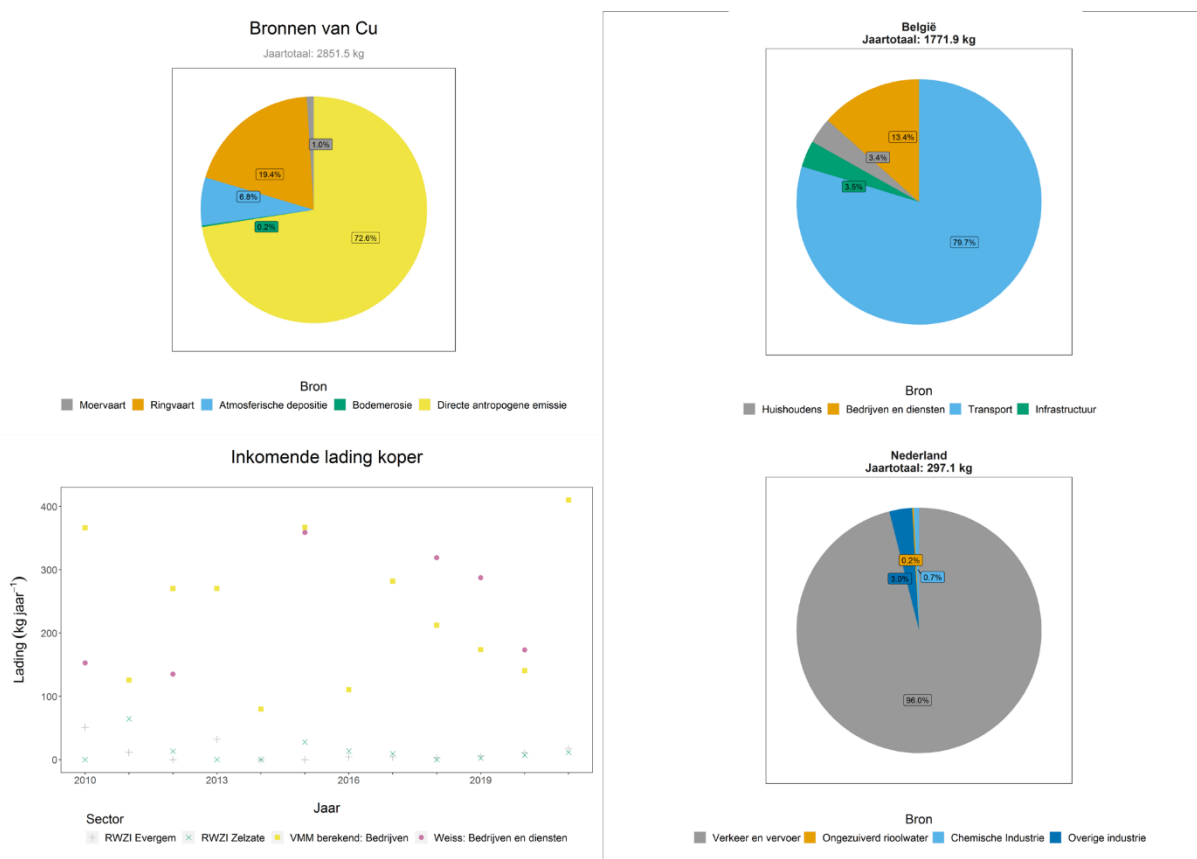 Bronnen van Cu
Jaartotaal: 2851.5 kg
1.0%
19.4%
6.8%
0.2%
72.6%
Bron
Moervaart Ringvaart Atmosferische depositie Bodemerosie Directe antropogene emissie
België
Jaartotaal: 1771.9 kg
13.4%
3.4%
3.5%
79.7%
Bron
Huishoudens Bedrijven en diensten Transport Infrastructuur
Inkomende lading koper
Lading (kg jaar⁻¹)
400
300
200
100
0
2010 2013 2016 2019
Jaar
Sector
RWZI Evergem RWZI Zelzate VMM berekend: Bedrijven Weiss: Bedrijven en diensten
Nederland
Jaartotaal: 297.1 kg
0.2%
3.0% 0.7%
96.0%
Bron
Verkeer en vervoer Ongezuiverd rioolwater Chemische Industrie Overige industrie